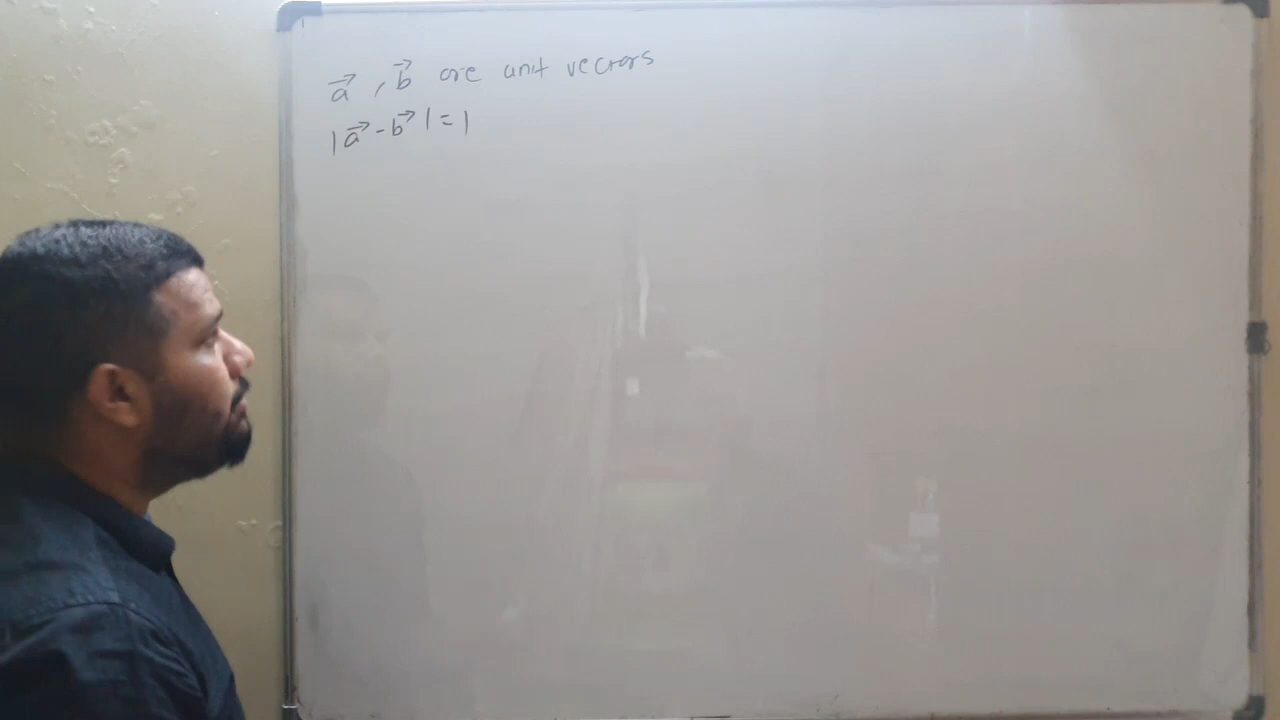 a⃗ , b⃗ are unit vectors
|a⃗ - b⃗| = 1